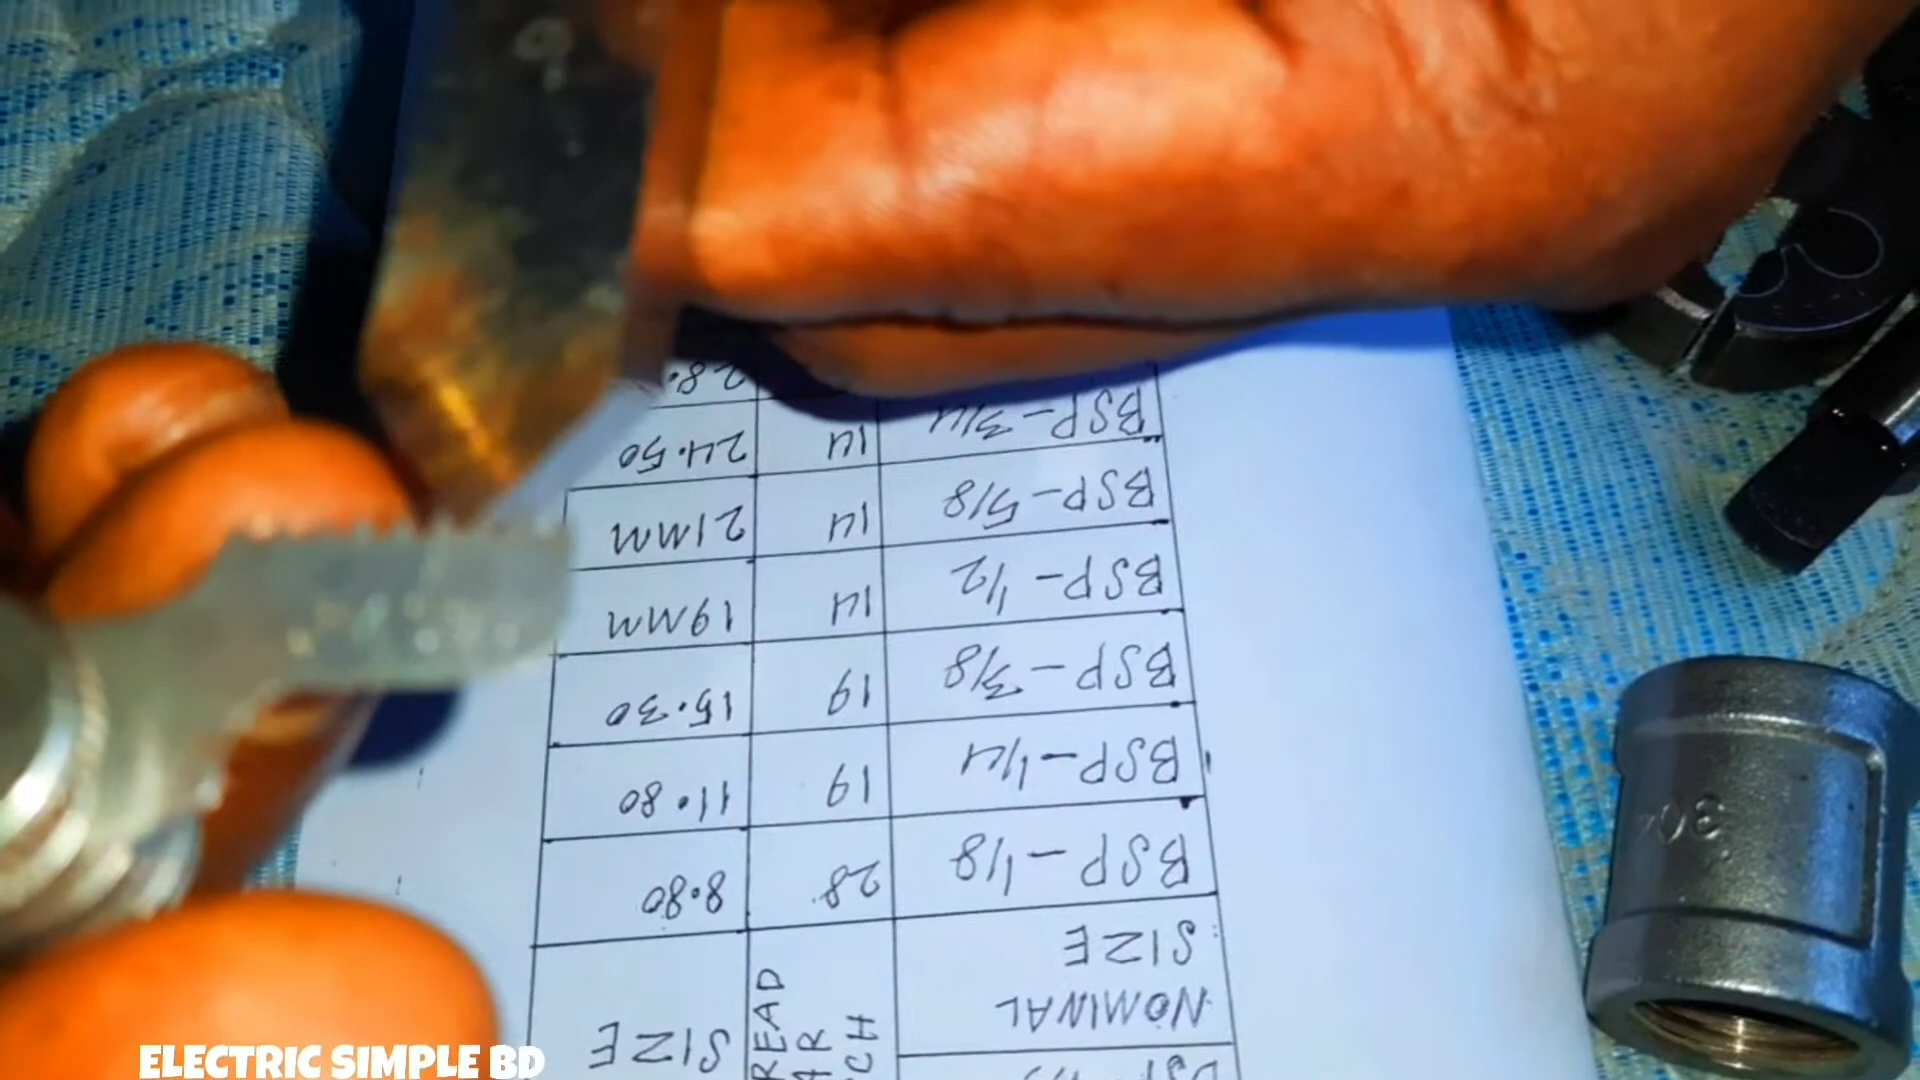 NOMINAL SIZE
SIZE
BSP-1/8 28 8.80
BSP-1/4 19 11.80
BSP-3/8 19 15.30
BSP-1/2 14 19MM
BSP-5/8 14 21MM
BSP-3/4 14 24.50
28.
304
ELECTRIC SIMPLE BD